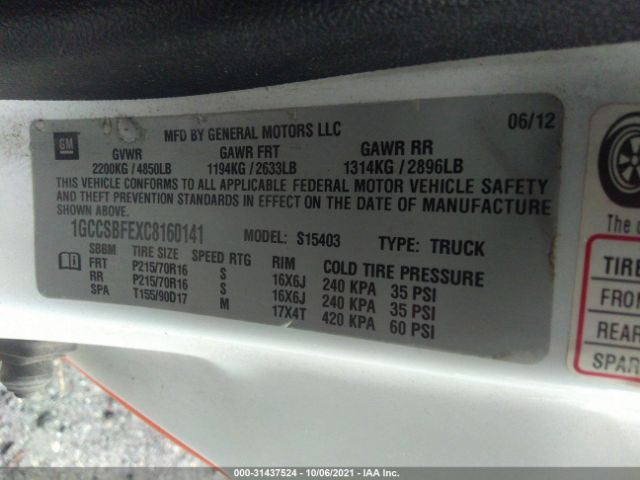 GM
MFD BY GENERAL MOTORS LLC
06/12
GVWR GAWR FRT GAWR RR
2200KG / 4850LB 1194KG / 2633LB 1314KG / 2896LB
THIS VEHICLE CONFORMS TO ALL APPLICABLE FEDERAL MOTOR VEHICLE SAFETY
AND THEFT PREVENTION STANDARDS IN EFFECT ON THE DATE OF MANUFACTURE
SHOWN ABOVE.
1GCCSBFEXC8160141 MODEL: S15403 TYPE: TRUCK
SBBM TIRE SIZE SPEED RTG RIM COLD TIRE PRESSURE
FRT P215/70R16 S 16X6J 240 KPA 35 PSI
RR P215/70R16 S 16X6J 240 KPA 35 PSI
SPA T155/90D17 M 17X4T 420 KPA 60 PSI
The c
TIRE
FRON
REAR
SPAR
000-31437524 - 10/06/2021 - IAA Inc.